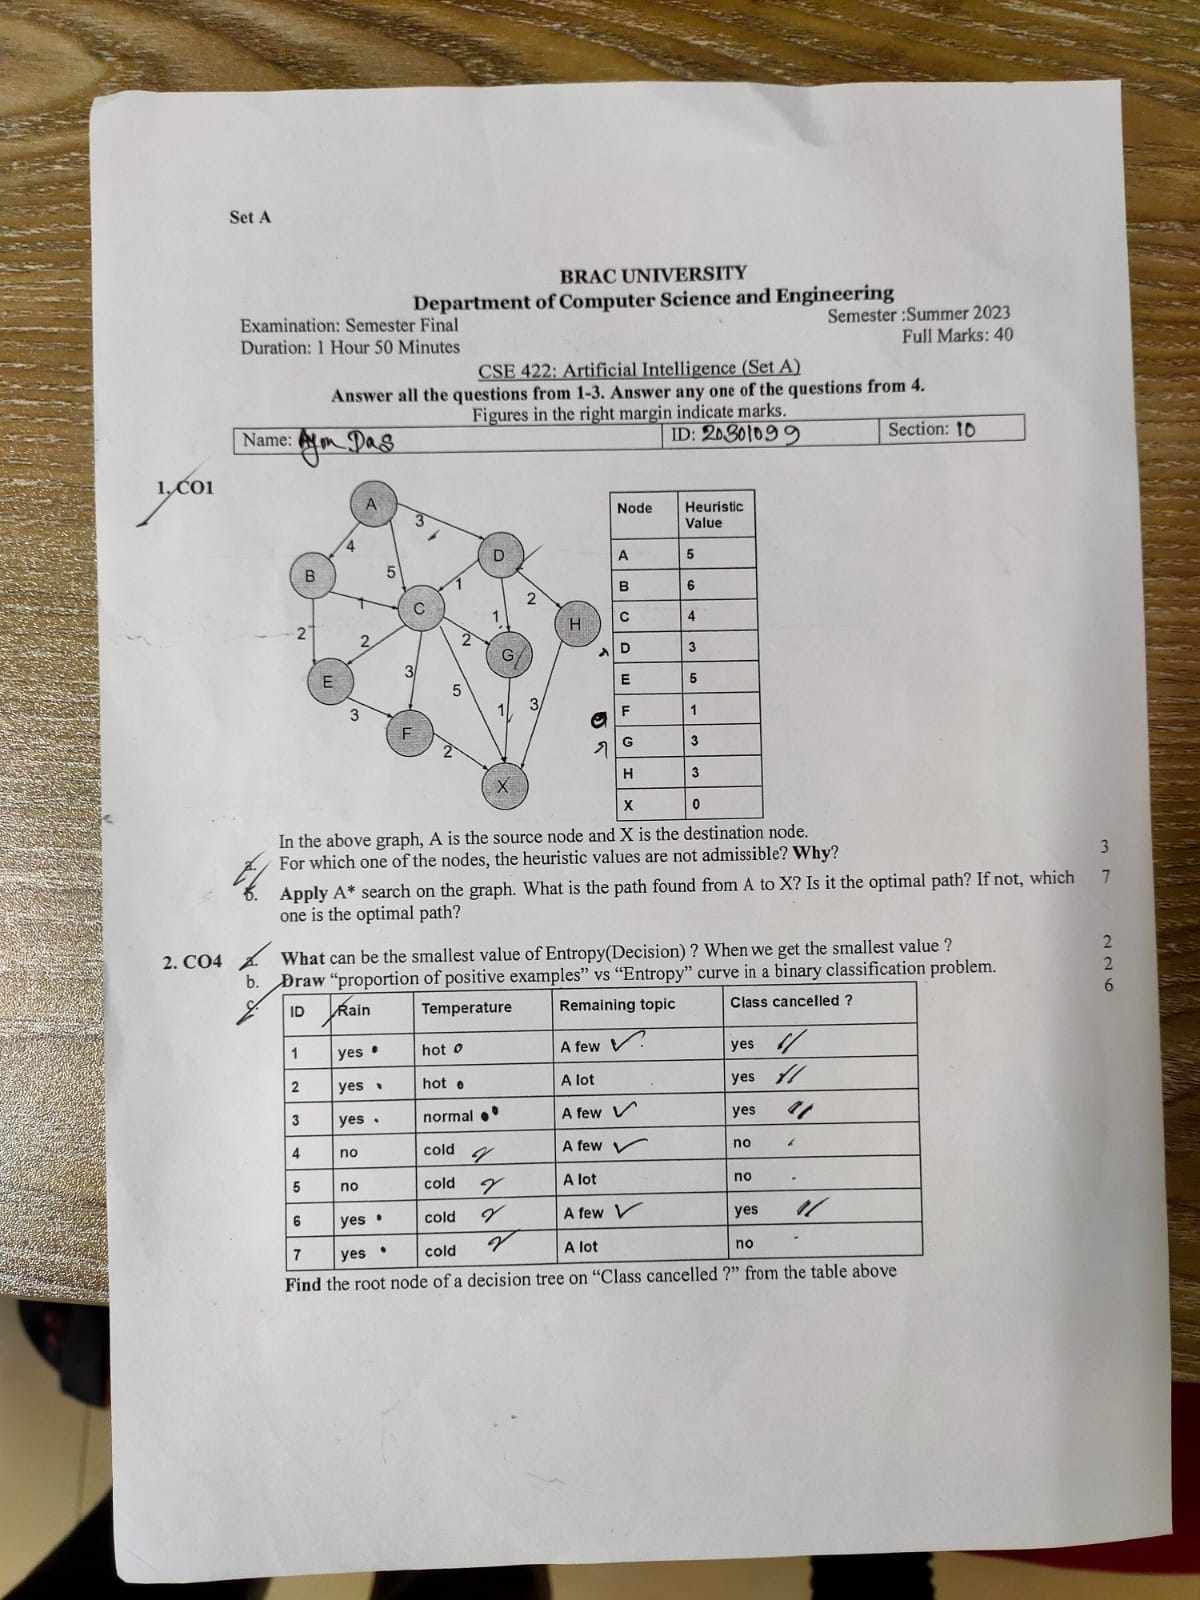 Set A
BRAC UNIVERSITY
Department of Computer Science and Engineering
Examination: Semester Final
Semester :Summer 2023
Duration: 1 Hour 50 Minutes
Full Marks: 40
CSE 422: Artificial Intelligence (Set A)
Answer all the questions from 1-3. Answer any one of the questions from 4.
Figures in the right margin indicate marks.
Name: Ayon Das ID: 20301099 Section: 10
1. CO1
A
3
4
D
5
B
1
C
1
2
1
H
2
2
2
G
E
3
5
1
3
3
F
2
X
Node Heuristic Value
A 5
B 6
C 4
D 3
E 5
F 1
G 3
H 3
X 0
In the above graph, A is the source node and X is the destination node.
a. For which one of the nodes, the heuristic values are not admissible? Why? 3
b. Apply A* search on the graph. What is the path found from A to X? Is it the optimal path? If not, which 7
one is the optimal path?
2. CO4 a. What can be the smallest value of Entropy(Decision) ? When we get the smallest value ? 2
b. Draw “proportion of positive examples” vs “Entropy” curve in a binary classification problem. 2
c. 6
ID Rain Temperature Remaining topic Class cancelled ?
1 yes hot A few yes
2 yes hot A lot yes
3 yes normal A few yes
4 no cold A few no
5 no cold A lot no
6 yes cold A few yes
7 yes cold A lot no
Find the root node of a decision tree on “Class cancelled ?” from the table above